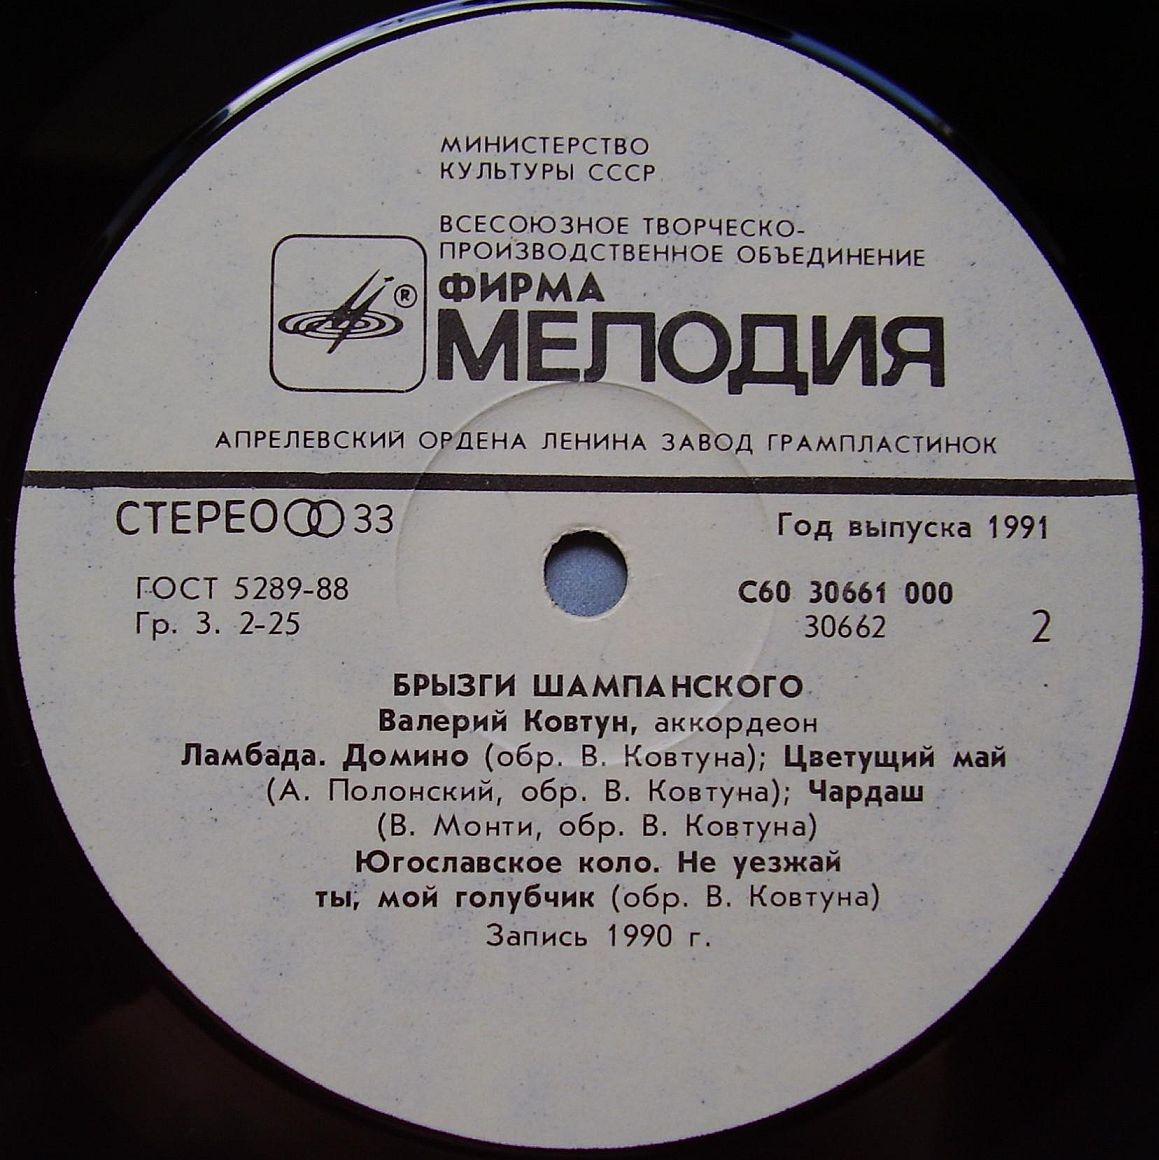 МИНИСТЕРСТВО
КУЛЬТУРЫ СССР
ВСЕСОЮЗНОЕ ТВОРЧЕСКО-
ПРОИЗВОДСТВЕННОЕ ОБЪЕДИНЕНИЕ
ФИРМА
®
МЕЛОДИЯ
АПРЕЛЕВСКИЙ ОРДЕНА ЛЕНИНА ЗАВОД ГРАМПЛАСТИНОК
СТЕРЕО 33
Год выпуска 1991
ГОСТ 5289-88
С60 30661 000
Гр. 3. 2-25
30662
2
БРЫЗГИ ШАМПАНСКОГО
Валерий Ковтун, аккордеон
Ламбада. Домино (обр. В. Ковтуна); Цветущий май
(А. Полонский, обр. В. Ковтуна); Чардаш
(В. Монти, обр. В. Ковтуна)
Югославское коло. Не уезжай
ты, мой голубчик (обр. В. Ковтуна)
Запись 1990 г.